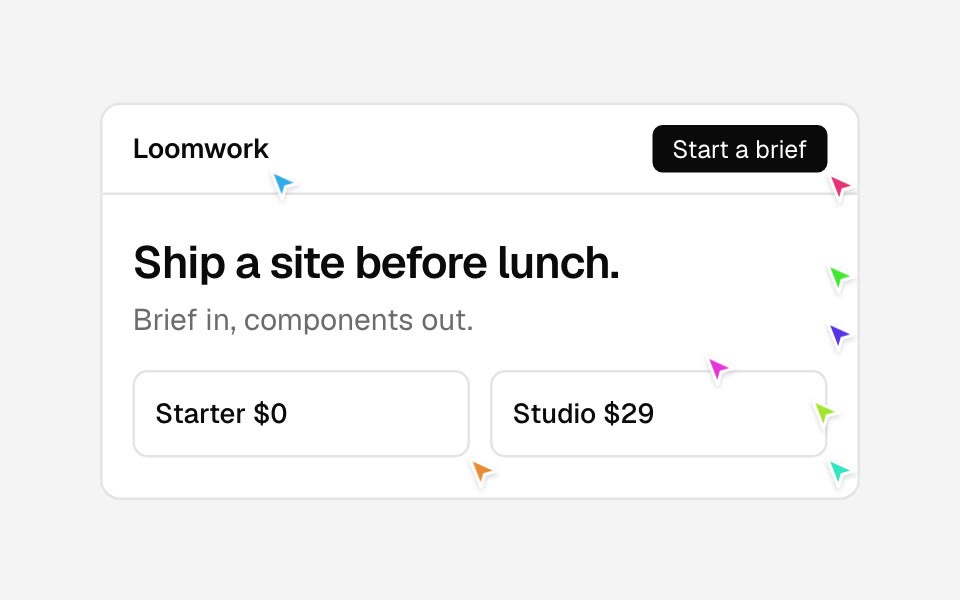 Loomwork
Start a brief
Ship a site before lunch.
Brief in, components out.
Starter $0
Studio $29